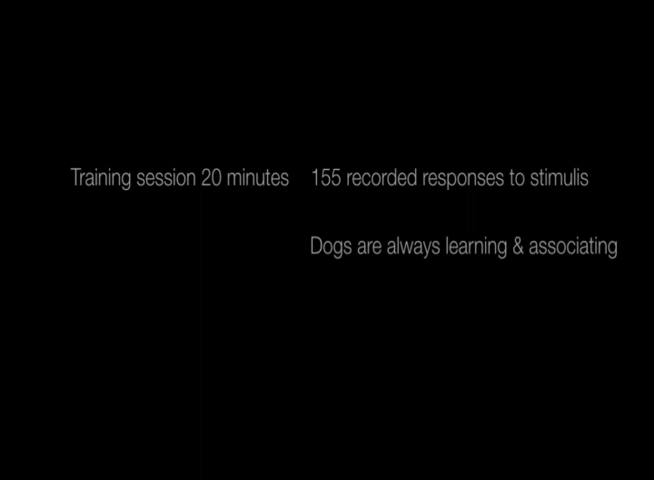 Training session 20 minutes 155 recorded responses to stimulis
Dogs are always learning & associating